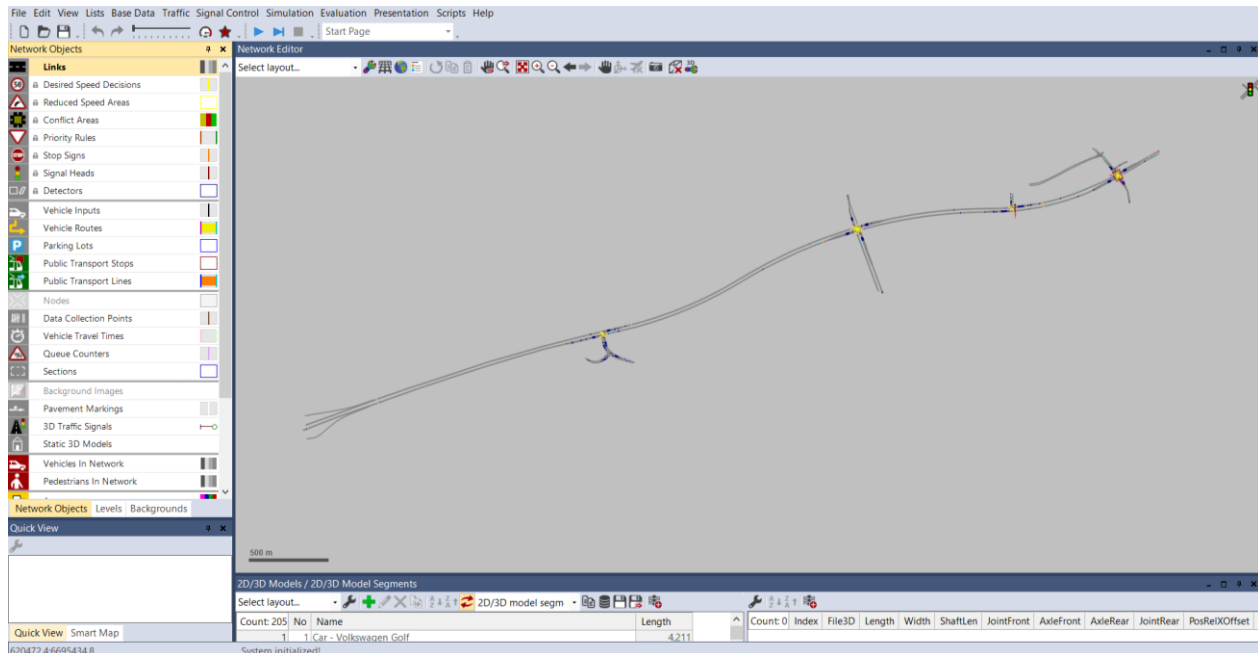 File Edit View Lists Base Data Traffic Signal Control Simulation Evaluation Presentation Scripts Help
Start Page
Network Objects
Links
Desired Speed Decisions
Reduced Speed Areas
Conflict Areas
Priority Rules
Stop Signs
Signal Heads
Detectors
Vehicle Inputs
Vehicle Routes
Parking Lots
Public Transport Stops
Public Transport Lines
Nodes
Data Collection Points
Vehicle Travel Times
Queue Counters
Sections
Background Images
Pavement Markings
3D Traffic Signals
Static 3D Models
Vehicles In Network
Pedestrians In Network
Network Objects Levels Backgrounds
Quick View
Quick View Smart Map
Network Editor
Select layout...
500 m
2D/3D Models / 2D/3D Model Segments
Select layout... 2D/3D model segm
Count: 205 No Name Length
1 1 Car - Volkswagen Golf 4,211
Count: 0 Index File3D Length Width ShaftLen JointFront AxleFront AxleRear JointRear PosRelXOffset
620472.4:6695434.8 System initialized!